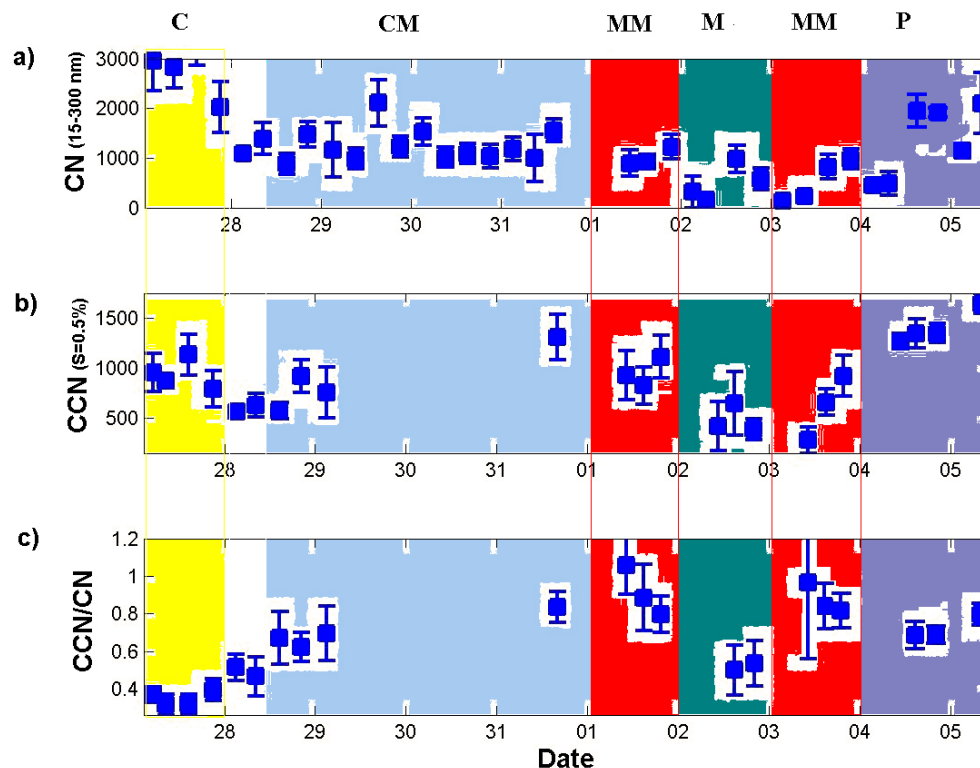 C CM MM M MM P
a)
CN (15-300 nm)
3000
2000
1000
0
28 29 30 31 01 02 03 04 05
b)
CCN (S=0.5%)
1500
1000
500
28 29 30 31 01 02 03 04 05
c)
CCN/CN
1.2
1
0.8
0.6
0.4
28 29 30 31 01 02 03 04 05
Date